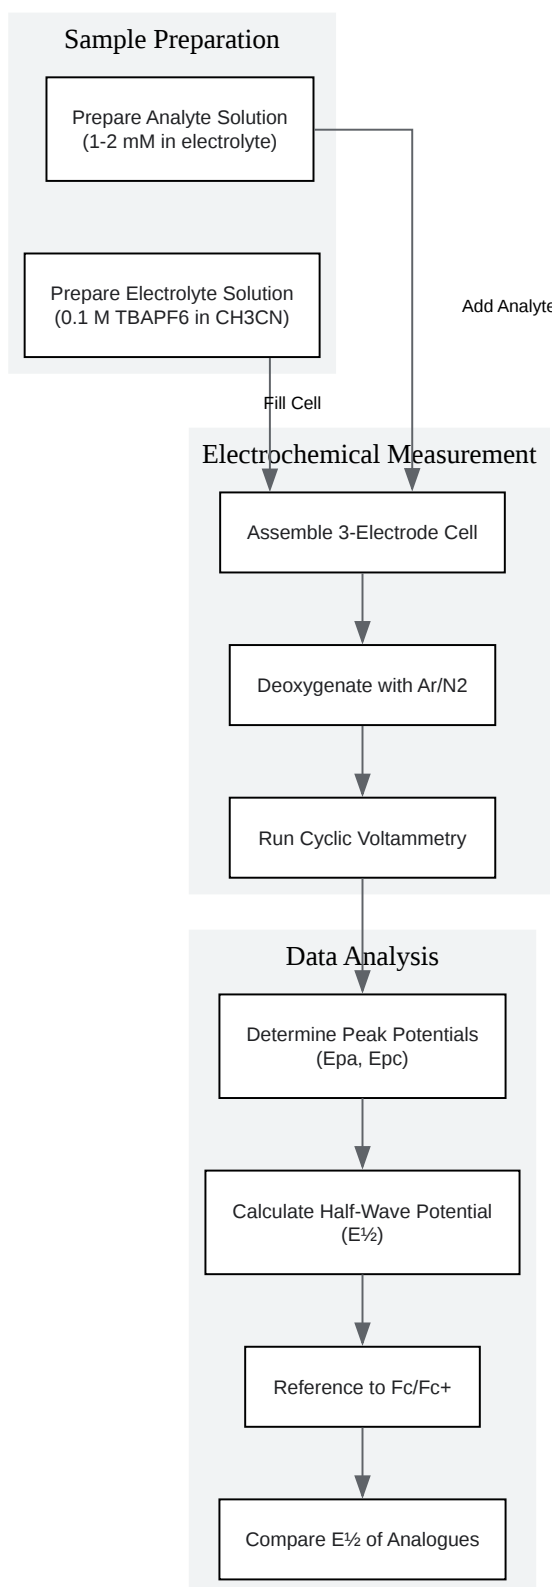 Sample Preparation
Prepare Analyte Solution
(1-2 mM in electrolyte)
Prepare Electrolyte Solution
(0.1 M TBAPF6 in CH3CN)
Add Analyte
Fill Cell
Electrochemical Measurement
Assemble 3-Electrode Cell
Deoxygenate with Ar/N2
Run Cyclic Voltammetry
Data Analysis
Determine Peak Potentials
(Epa, Epc)
Calculate Half-Wave Potential
(E½)
Reference to Fc/Fc+
Compare E½ of Analogues